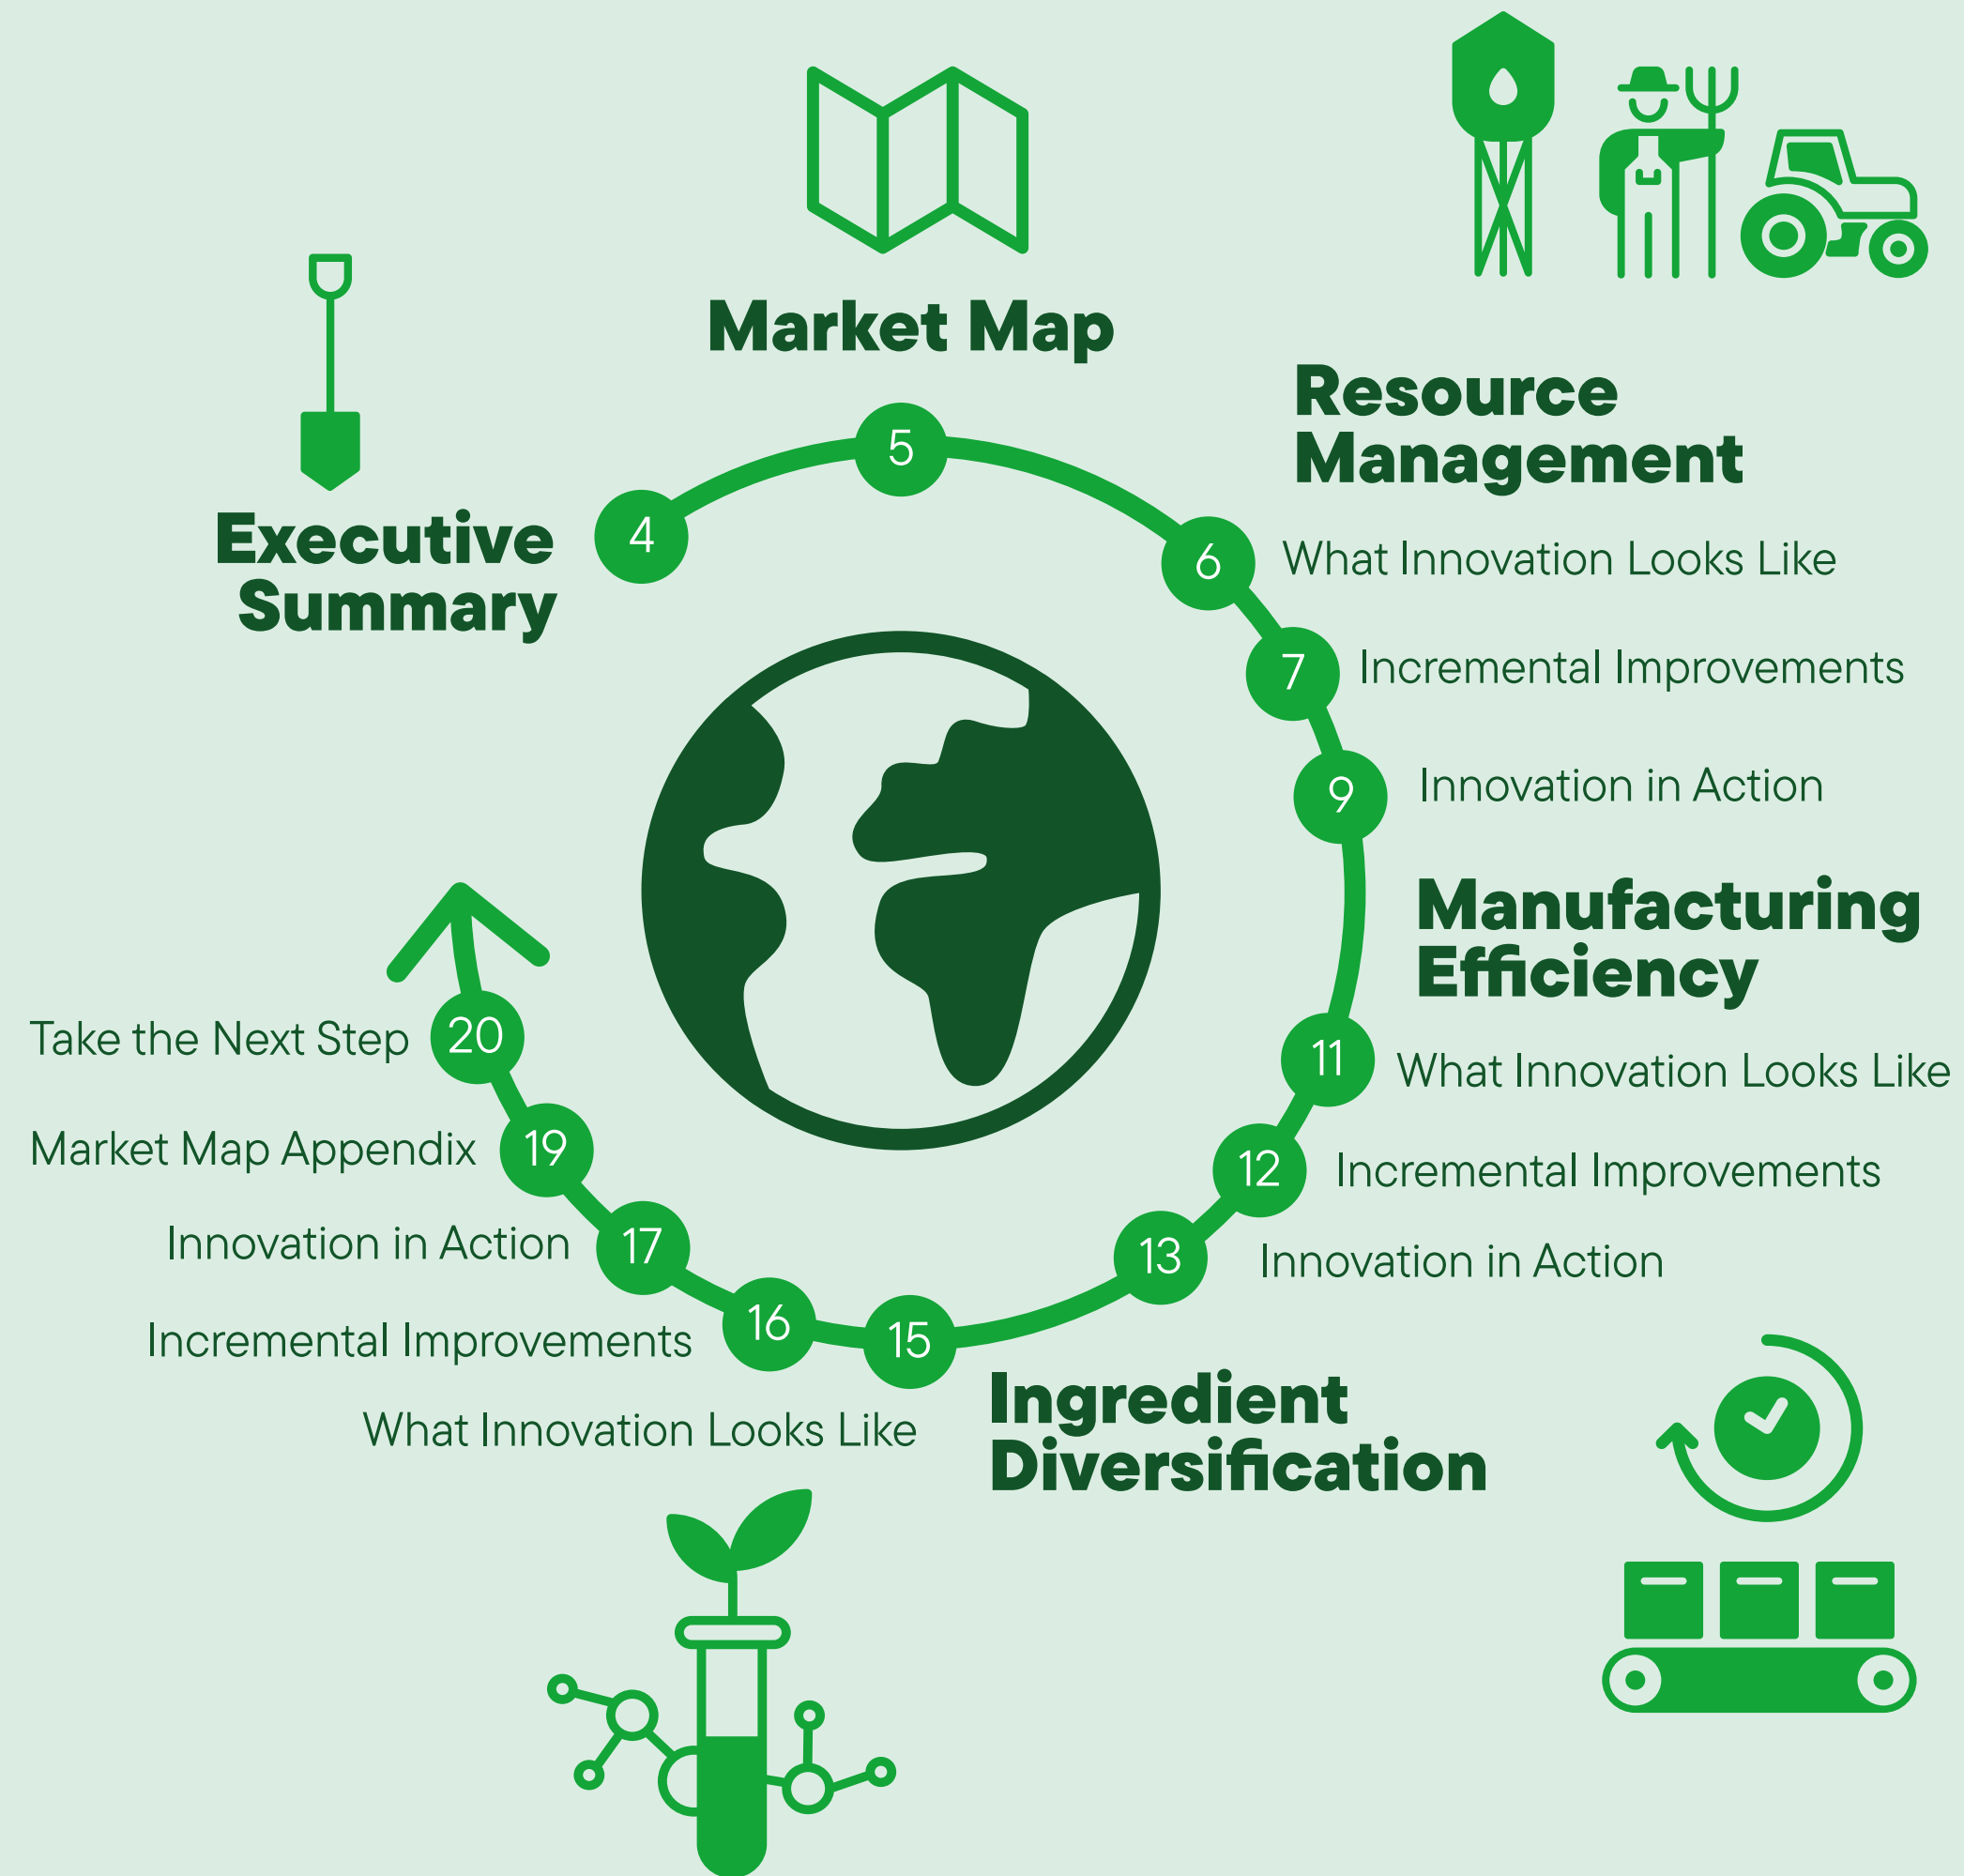 Market Map
Executive
Summary
4
5
Resource
Management
6
What Innovation Looks Like
7
Incremental Improvements
9
Innovation in Action
Manufacturing
Efficiency
11
What Innovation Looks Like
12
Incremental Improvements
13
Innovation in Action
Ingredient
Diversification
15
What Innovation Looks Like
16
Incremental Improvements
17
Innovation in Action
19
Market Map Appendix
20
Take the Next Step